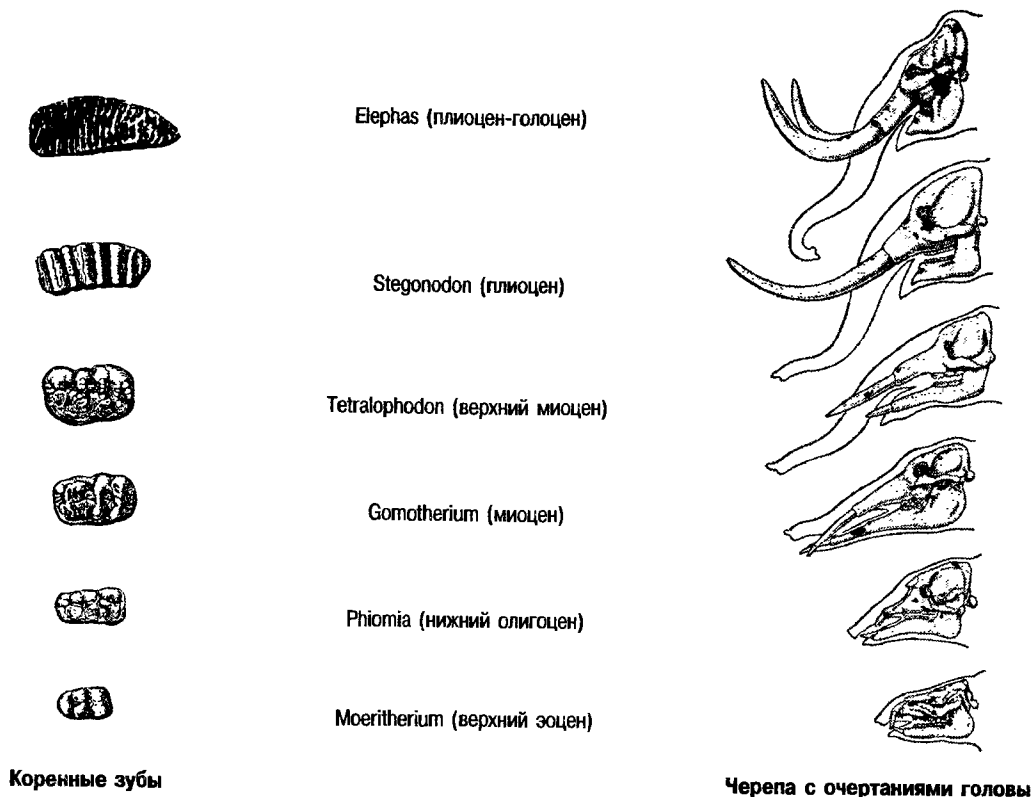 Elephas (плиоцен-голоцен)
Stegonodon (плиоцен)
Tetralophodon (верхний миоцен)
Gomotherium (миоцен)
Phiomia (нижний олигоцен)
Moeritherium (верхний эоцен)
Коренные зубы
Черепа с очертаниями головы